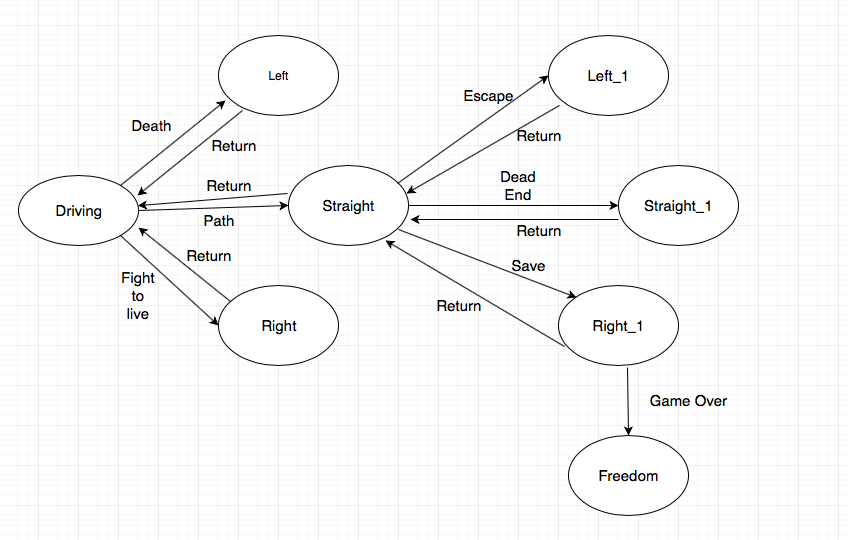 Left
Left_1
Escape
Death
Return
Return
Dead
End
Return
Driving
Straight
Straight_1
Path
Return
Return
Save
Fight
to
live
Return
Right
Right_1
Game Over
Freedom